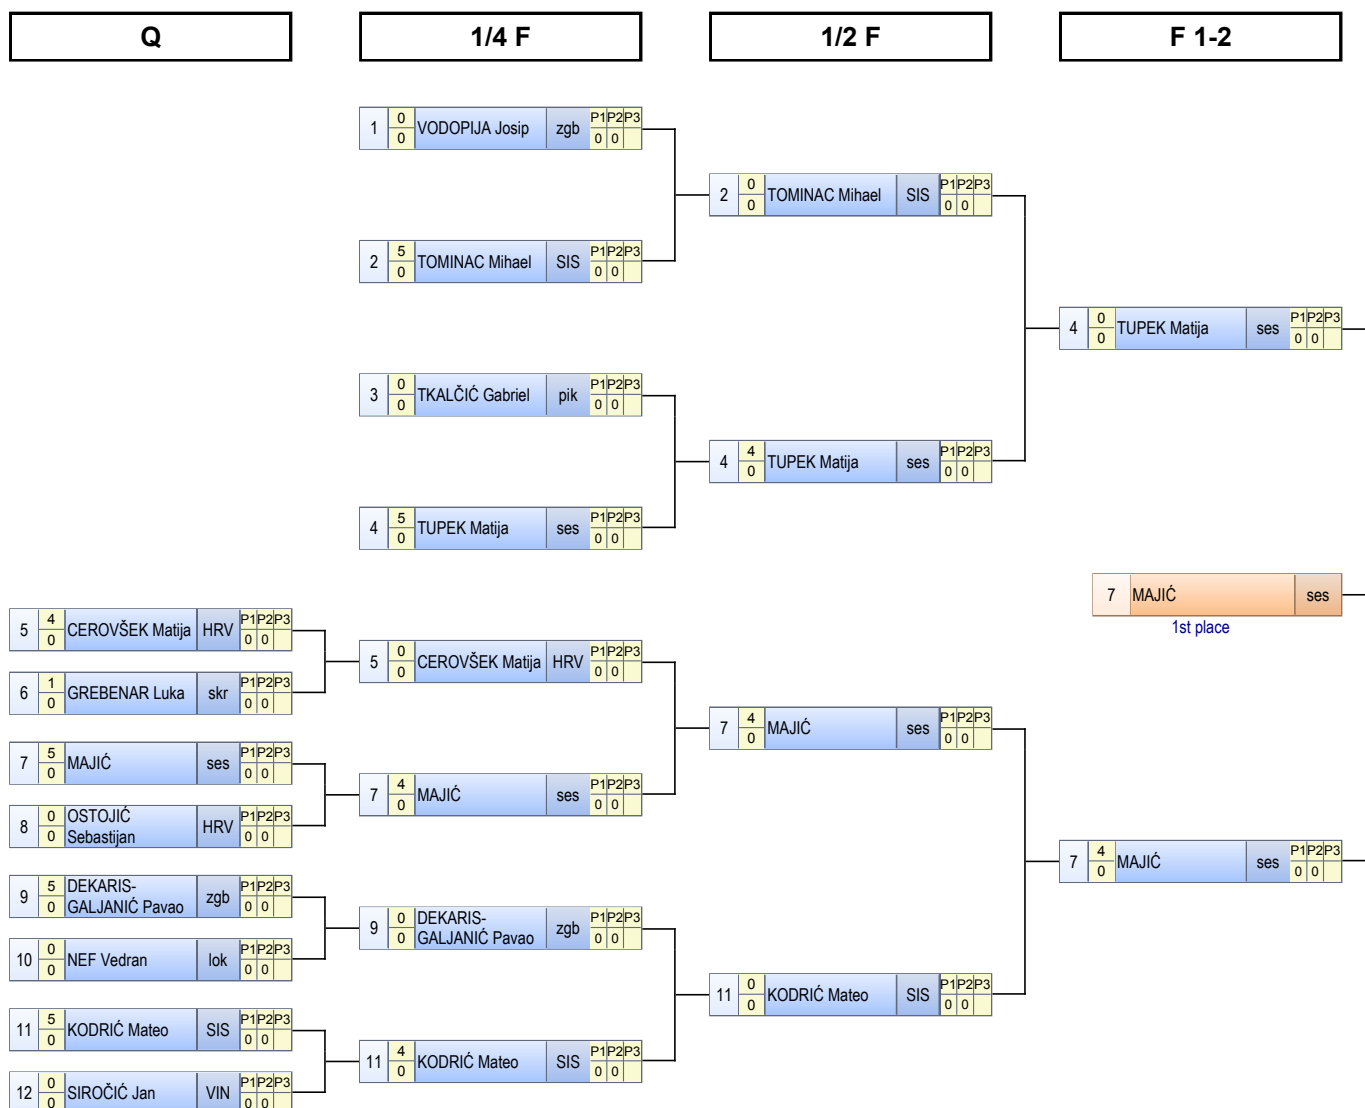 Q
1/4 F
1/2 F
F 1-2
1 0 VODOPIJA Josip zgb P1 P2 P3
0 0 0
2 5 TOMINAC Mihael SIS P1 P2 P3
0 0 0
3 0 TKALČIĆ Gabriel pik P1 P2 P3
0 0 0
4 5 TUPEK Matija ses P1 P2 P3
0 0 0
2 0 TOMINAC Mihael SIS P1 P2 P3
0 0 0
4 4 TUPEK Matija ses P1 P2 P3
0 0 0
4 0 TUPEK Matija ses P1 P2 P3
0 0 0
7 MAJIĆ ses
1st place
5 4 CEROVŠEK Matija HRV P1 P2 P3
0 0 0
6 1 GREBENAR Luka skr P1 P2 P3
0 0 0
7 5 MAJIĆ ses P1 P2 P3
0 0 0
8 0 OSTOJIĆ HRV P1 P2 P3
0 Sebastijan 0 0
9 5 DEKARIS- zgb P1 P2 P3
0 GALJANIĆ Pavao 0 0
10 0 NEF Vedran lok P1 P2 P3
0 0 0
11 5 KODRIĆ Mateo SIS P1 P2 P3
0 0 0
12 0 SIROČIĆ Jan VIN P1 P2 P3
0 0 0
5 0 CEROVŠEK Matija HRV P1 P2 P3
0 0 0
7 4 MAJIĆ ses P1 P2 P3
0 0 0
9 0 DEKARIS- zgb P1 P2 P3
0 GALJANIĆ Pavao 0 0
11 4 KODRIĆ Mateo SIS P1 P2 P3
0 0 0
7 4 MAJIĆ ses P1 P2 P3
0 0 0
11 0 KODRIĆ Mateo SIS P1 P2 P3
0 0 0
7 4 MAJIĆ ses P1 P2 P3
0 0 0